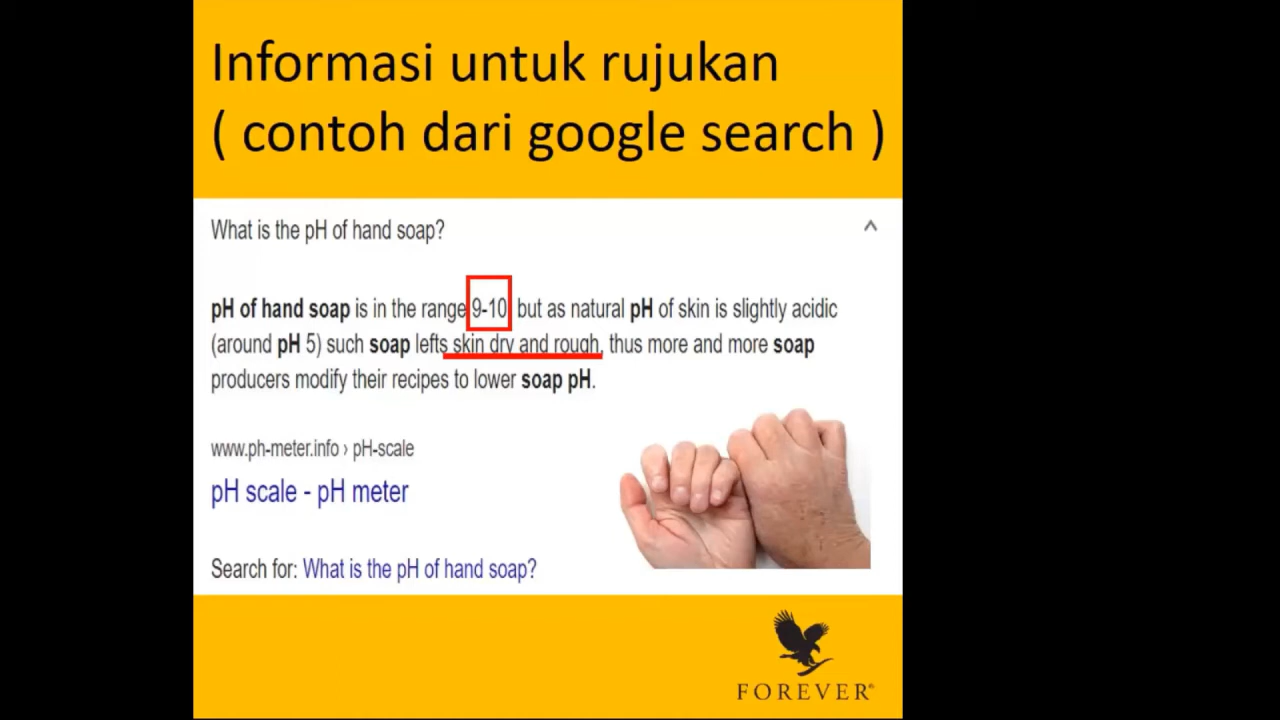 Informasi untuk rujukan
( contoh dari google search )
What is the pH of hand soap?
pH of hand soap is in the range 9-10 but as natural pH of skin is slightly acidic
(around pH 5) such soap lefts skin dry and rough, thus more and more soap
producers modify their recipes to lower soap pH.
www.ph-meter.info › pH-scale
pH scale - pH meter
Search for: What is the pH of hand soap?
FOREVER®